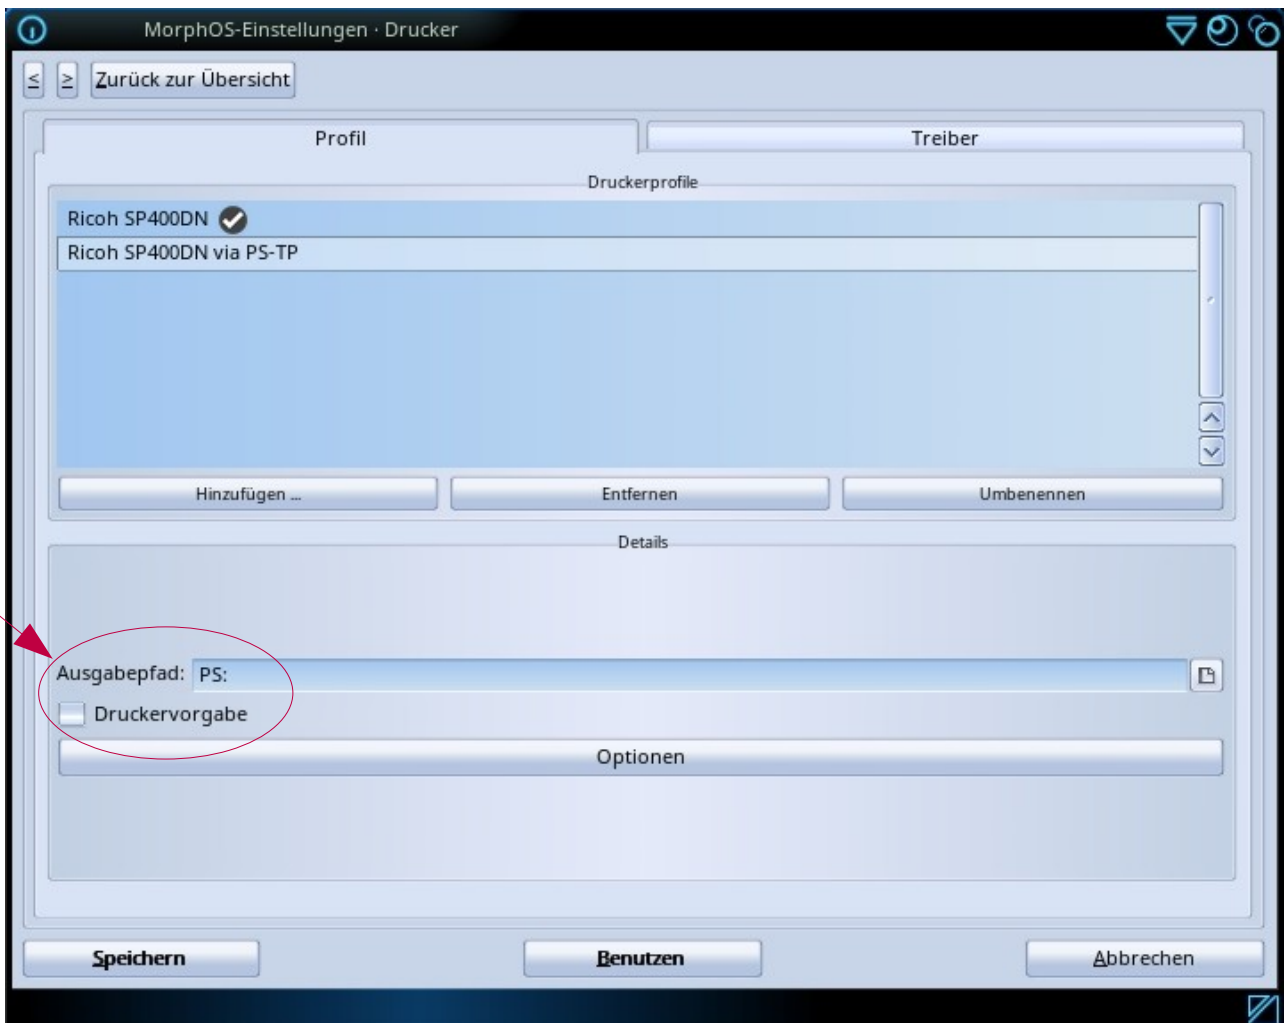 MorphOS-Einstellungen · Drucker
< > Zurück zur Übersicht
Profil Treiber
Druckerprofile
Ricoh SP400DN
Ricoh SP400DN via PS-TP
Hinzufügen ... Entfernen Umbenennen
Details
Ausgabepfad: PS:
Druckervorgabe
Optionen
Speichern Benutzen Abbrechen